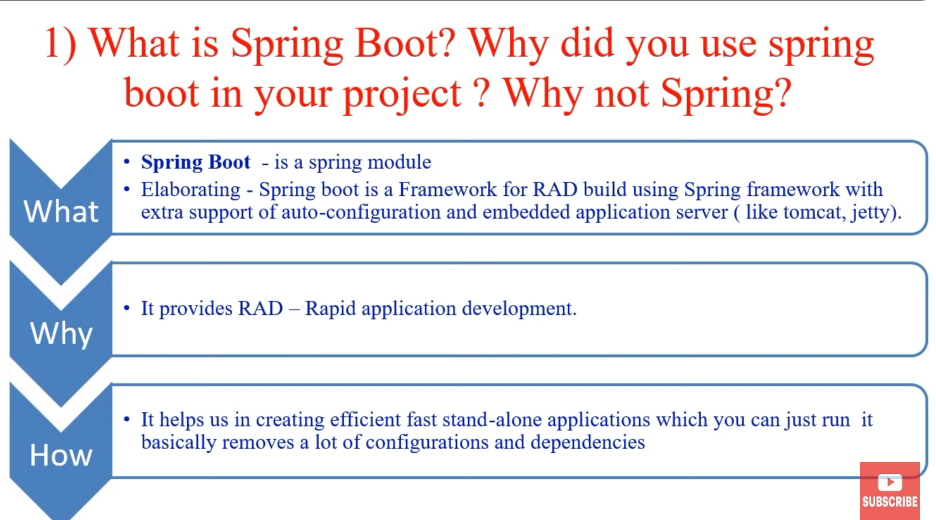 1) What is Spring Boot? Why did you use spring
boot in your project ? Why not Spring?
What
• Spring Boot - is a spring module
• Elaborating - Spring boot is a Framework for RAD build using Spring framework with
extra support of auto-configuration and embedded application server ( like tomcat, jetty).
Why
• It provides RAD – Rapid application development.
How
• It helps us in creating efficient fast stand-alone applications which you can just run it
basically removes a lot of configurations and dependencies
SUBSCRIBE